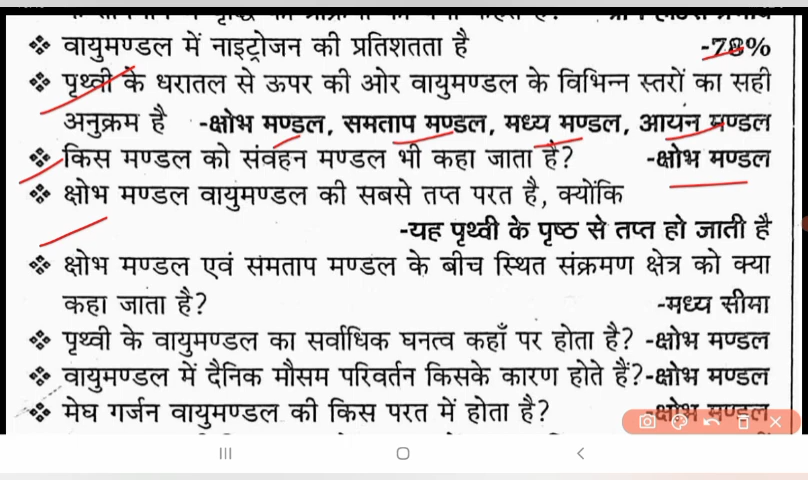 ❖ वायुमण्डल में नाइट्रोजन की प्रतिशतता है -78%
❖ पृथ्वी के धरातल से ऊपर की ओर वायुमण्डल के विभिन्न स्तरों का सही
अनुक्रम है -क्षोभ मण्डल, समताप मण्डल, मध्य मण्डल, आयन मण्डल
❖ किस मण्डल को संवहन मण्डल भी कहा जाता है? -क्षोभ मण्डल
❖ क्षोभ मण्डल वायुमण्डल की सबसे तप्त परत है, क्योंकि
-यह पृथ्वी के पृष्ठ से तप्त हो जाती है
❖ क्षोभ मण्डल एवं समताप मण्डल के बीच स्थित संक्रमण क्षेत्र को क्या
कहा जाता है? -मध्य सीमा
❖ पृथ्वी के वायुमण्डल का सर्वाधिक घनत्व कहाँ पर होता है? -क्षोभ मण्डल
❖ वायुमण्डल में दैनिक मौसम परिवर्तन किसके कारण होते हैं?-क्षोभ मण्डल
❖ मेघ गर्जन वायुमण्डल की किस परत में होता है? -क्षोभ मण्डल